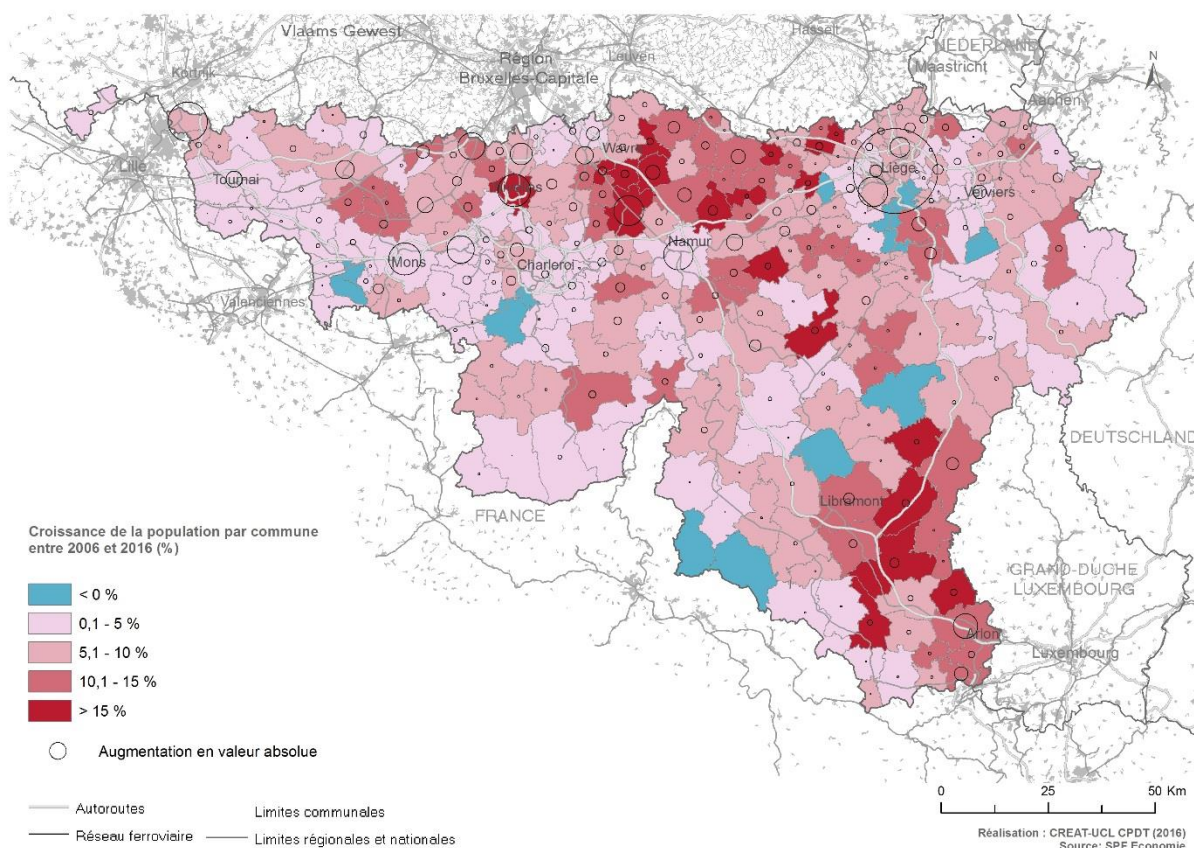 Vlaams Gewest
Hasselt
Région
Bruxelles-Capitale
Leuven
NEDERLAND
Maastricht
Kortrijk
Aachen
N
Wavre
Lille
Liège
Tournai
Verviers
Namur
Mons
Charleroi
Valenciennes
DEUTSCHLAND
Libramont
FRANCE
GRAND-DUCHE
LUXEMBOURG
Arlon
Luxembourg
Croissance de la population par commune
entre 2006 et 2016 (%)
< 0 %
0,1 - 5 %
5,1 - 10 %
10,1 - 15 %
> 15 %
Augmentation en valeur absolue
Autoroutes
Limites communales
Réseau ferroviaire
Limites régionales et nationales
0 25 50 Km
Réalisation : CREAT-UCL CPDT (2016)
Source: SPF Economie